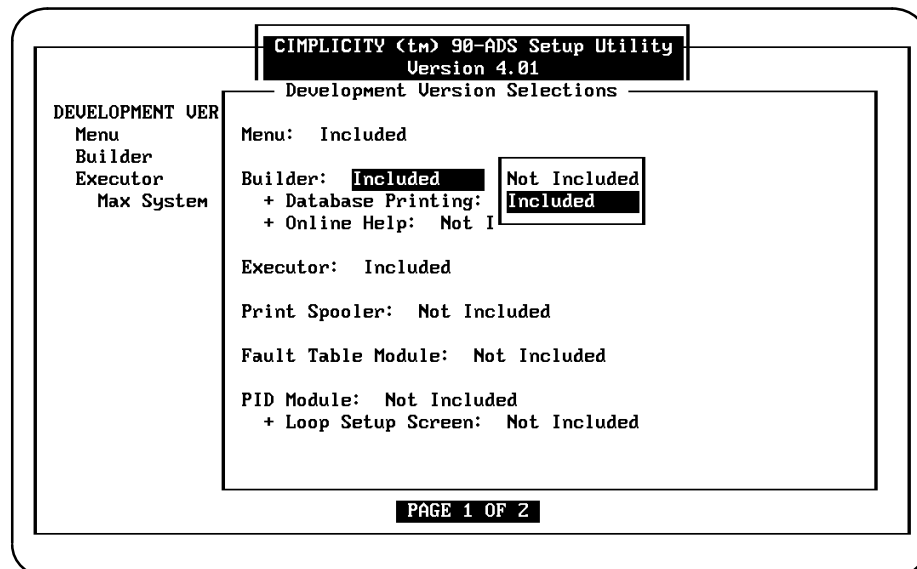 CIMPLICITY (tm) 90-ADS Setup Utility
Version 4.01
Development Version Selections
DEVELOPMENT VER
Menu
Builder
Executor
Max System
Menu: Included
Builder: Included
Not Included
Included
+ Database Printing:
+ Online Help: Not I
Executor: Included
Print Spooler: Not Included
Fault Table Module: Not Included
PID Module: Not Included
+ Loop Setup Screen: Not Included
PAGE 1 OF 2